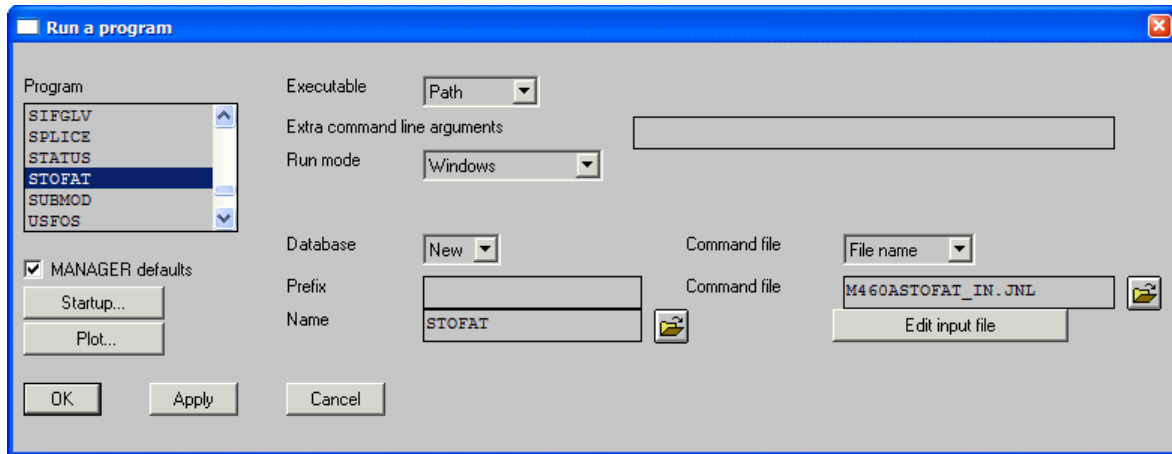 Run a program
Program
SIFGLV
SPLICE
STATUS
STOFAT
SUBMOD
USFOS
MANAGER defaults
Startup...
Plot...
Executable
Path
Extra command line arguments
Run mode
Windows
Database
New
Prefix
Name
STOFAT
Command file
File name
Command file
M460ASTOFAT_IN.JNL
Edit input file
OK
Apply
Cancel